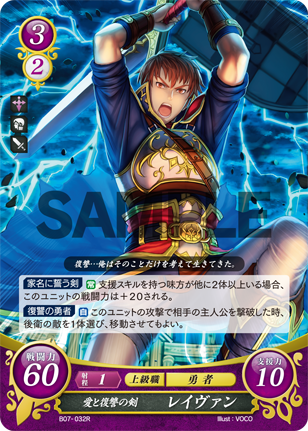 3
2
SAMPLE
復讐…俺はそのことだけを考えて生きてきた。
家名に誓う剣 常 支援スキルを持つ味方が他に2体以上いる場合、
このユニットの戦闘力は+20される。
復讐の勇者 自 このユニットの攻撃で相手の主人公を撃破した時、
後衛の敵を1体選び、移動させてもよい。
戦闘力 60
射程 1 上級職 勇者
支援力 10
愛と復讐の剣 レイヴァン
B07-032R Illust:VOCO